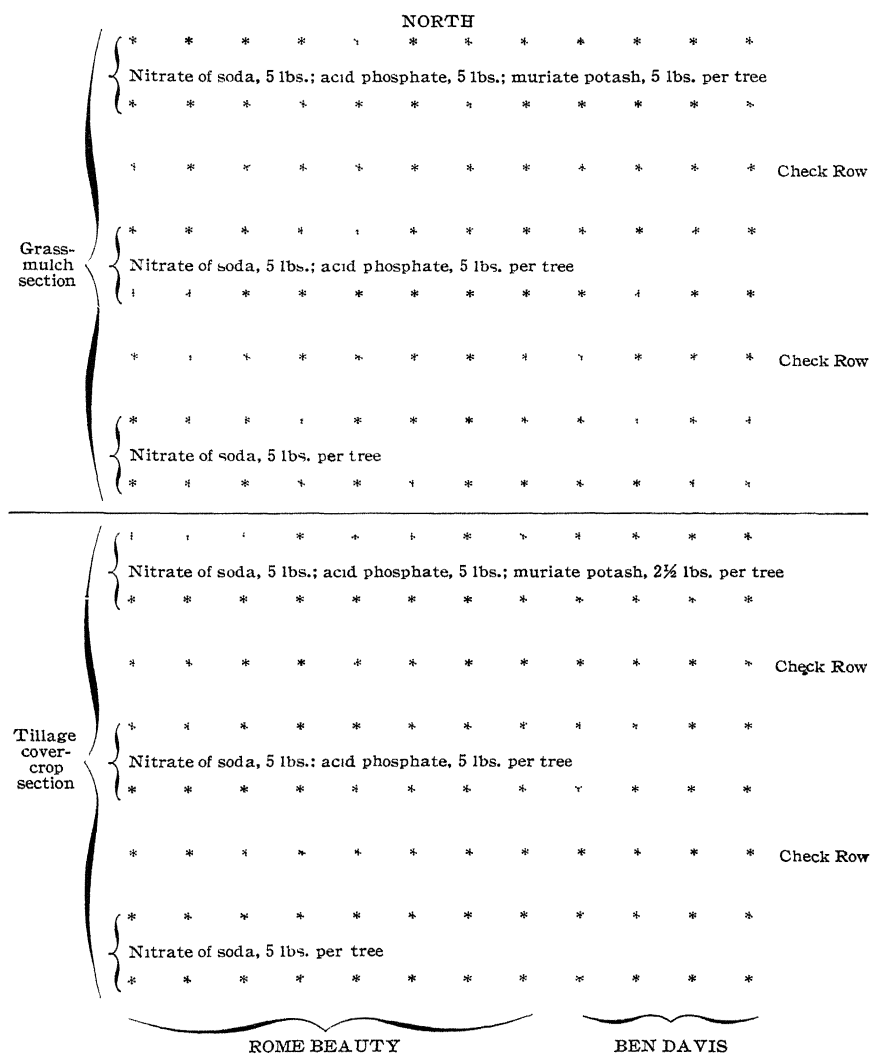 NORTH
Nitrate of soda, 5 lbs.; acid phosphate, 5 lbs.; muriate potash, 5 lbs. per tree
Check Row
Grass-
mulch
section
Nitrate of soda, 5 lbs.; acid phosphate, 5 lbs. per tree
Check Row
Nitrate of soda, 5 lbs. per tree
Nitrate of soda, 5 lbs.; acid phosphate, 5 lbs.; muriate potash, 2½ lbs. per tree
Check Row
Tillage
cover-
crop
section
Nitrate of soda, 5 lbs.: acid phosphate, 5 lbs. per tree
Check Row
Nitrate of soda, 5 lbs. per tree
ROME BEAUTY
BEN DAVIS